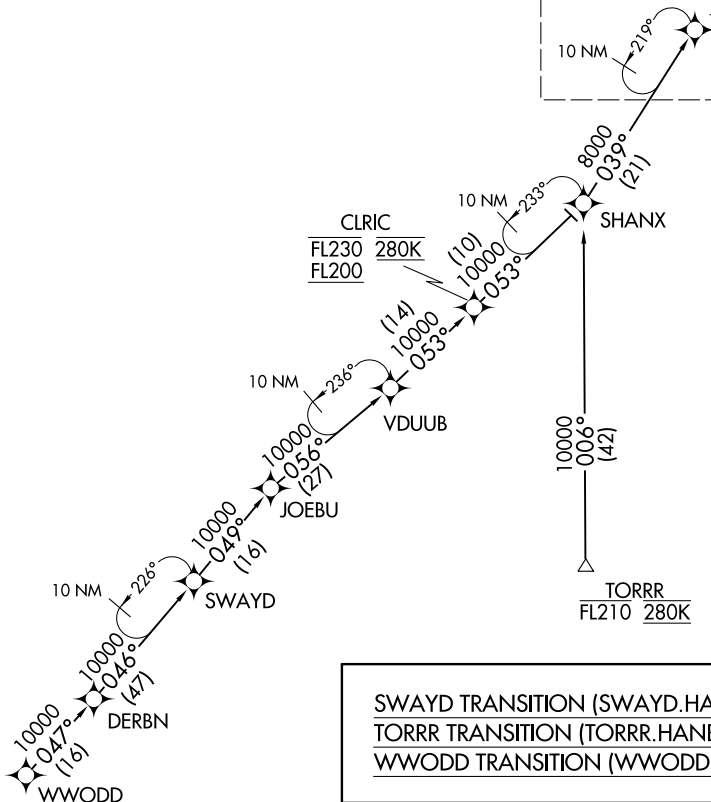 219°
10 NM
8000
039°
(21)
10 NM
233°
SHANX
CLRIC
FL230 280K
FL200
(10)
10000
053°
(14)
10000
053°
10 NM
236°
VDUUB
10000
056°
(27)
JOEBU
10000
006°
(42)
10000
049°
(16)
10 NM
226°
SWAYD
TORRR
FL210 280K
10000
046°
(47)
DERBN
10000
047°
(16)
WWODD
SWAYD TRANSITION (SWAYD.HA
TORRR TRANSITION (TORRR.HAN
WWODD TRANSITION (WWODD